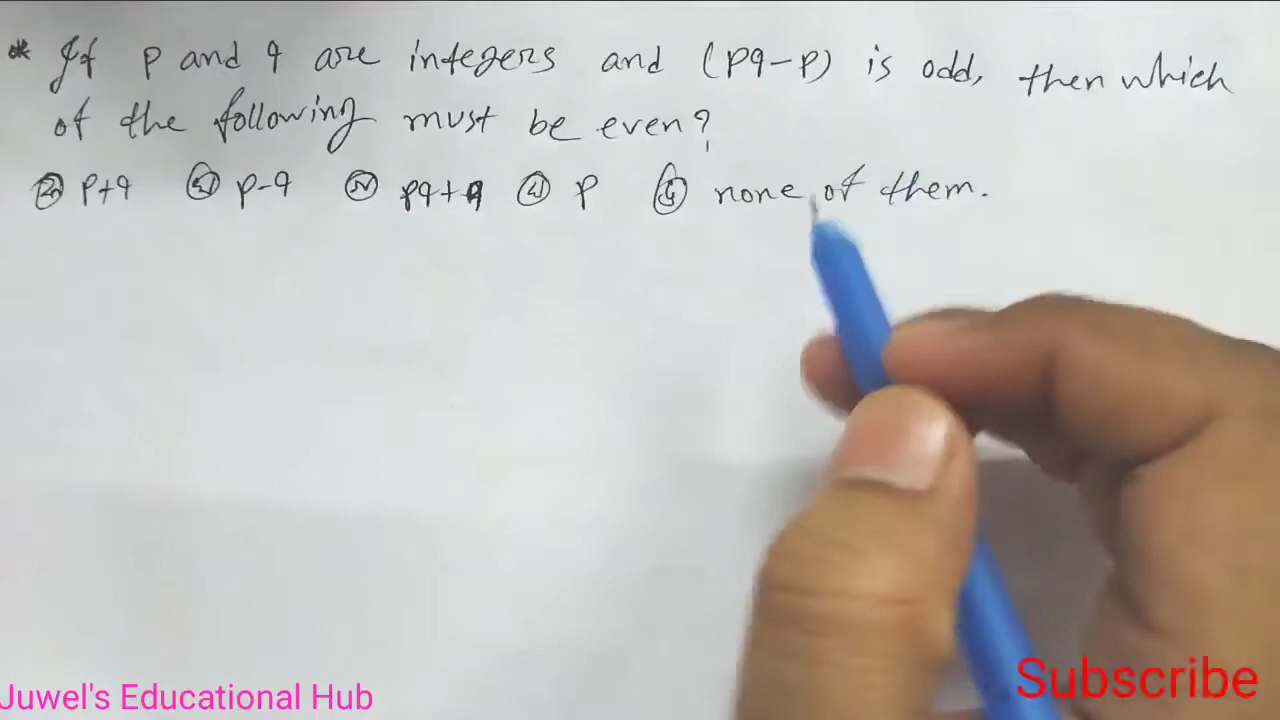 * If p and q are integers and (pq-p) is odd, then which
of the following must be even?
p+q p-q pq+q p none of them.
Juwel's Educational Hub
Subscribe